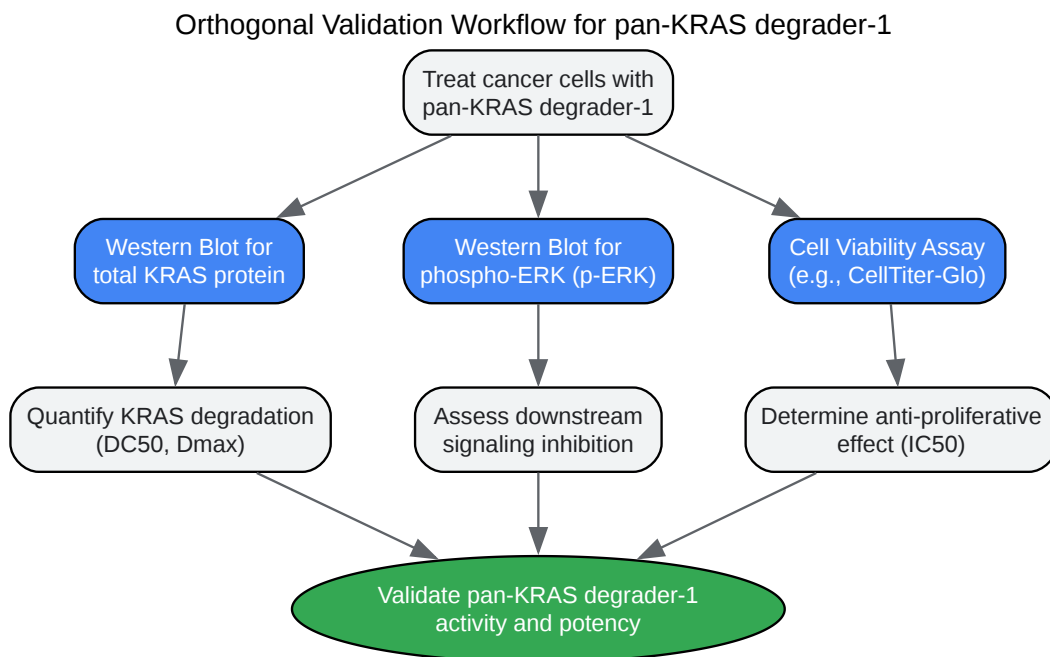 Orthogonal Validation Workflow for pan-KRAS degrader-1
Treat cancer cells with
pan-KRAS degrader-1
Western Blot for
total KRAS protein
Western Blot for
phospho-ERK (p-ERK)
Cell Viability Assay
(e.g., CellTiter-Glo)
Quantify KRAS degradation
(DC50, Dmax)
Assess downstream
signaling inhibition
Determine anti-proliferative
effect (IC50)
Validate pan-KRAS degrader-1
activity and potency